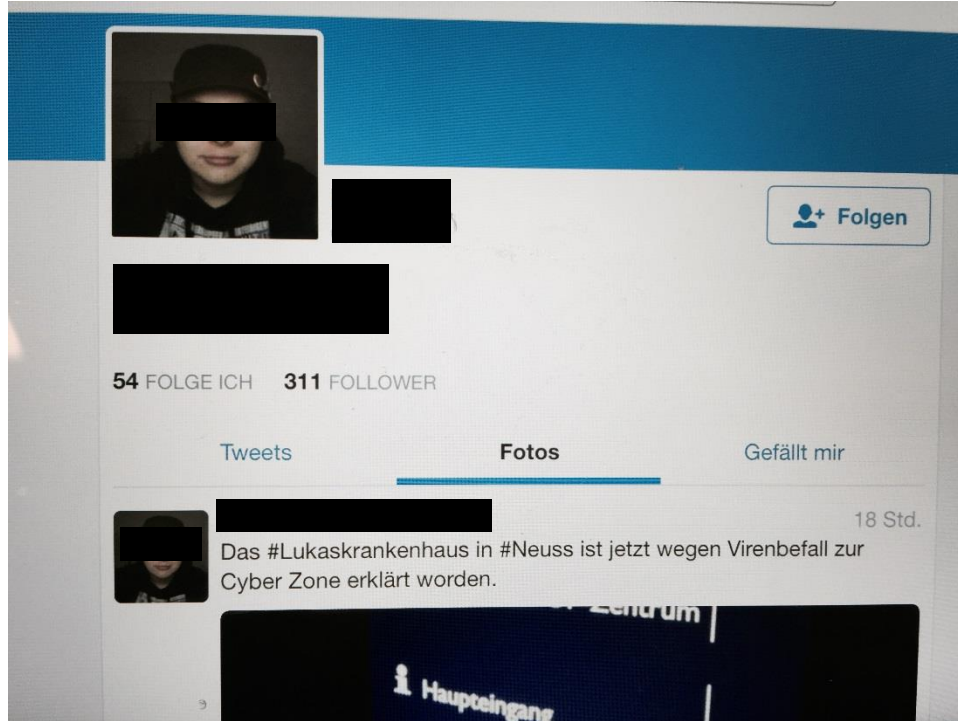 Folgen
54 FOLGE ICH 311 FOLLOWER
Tweets Fotos Gefällt mir
18 Std.
Das #Lukaskrankenhaus in #Neuss ist jetzt wegen Virenbefall zur
Cyber Zone erklärt worden.
Zentrum
Haupteingang